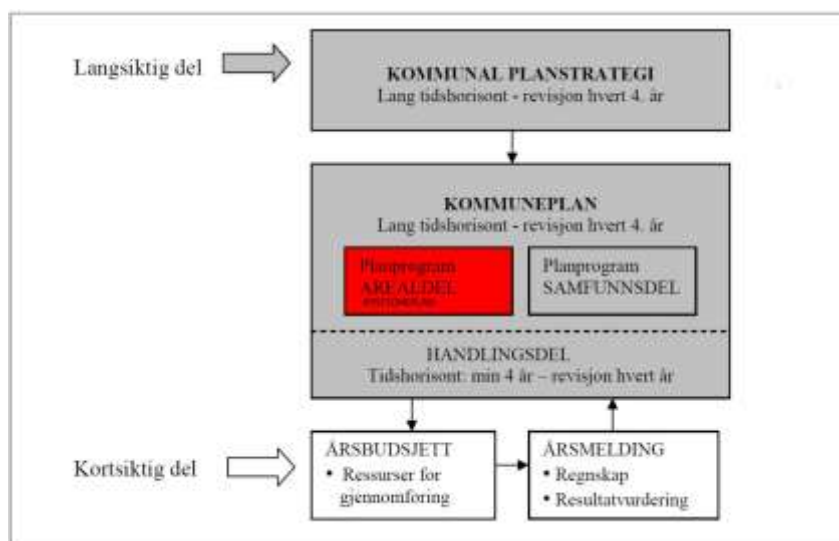 Langsiktig del
KOMMUNAL PLANSTRATEGI
Lang tidshorisont - revisjon hvert 4. år
KOMMUNEPLAN
Lang tidshorisont - revisjon hvert 4. år
Planprogram
AREALDEL
Planprogram
SAMFUNNSDEL
HANDLINGSDEL
Tidshorisont: min 4 år – revisjon hvert år
Kortsiktig del
ÅRSBUDSJETT
• Ressurser for
gjennomføring
ÅRSMELDING
• Regnskap
• Resultatvurdering